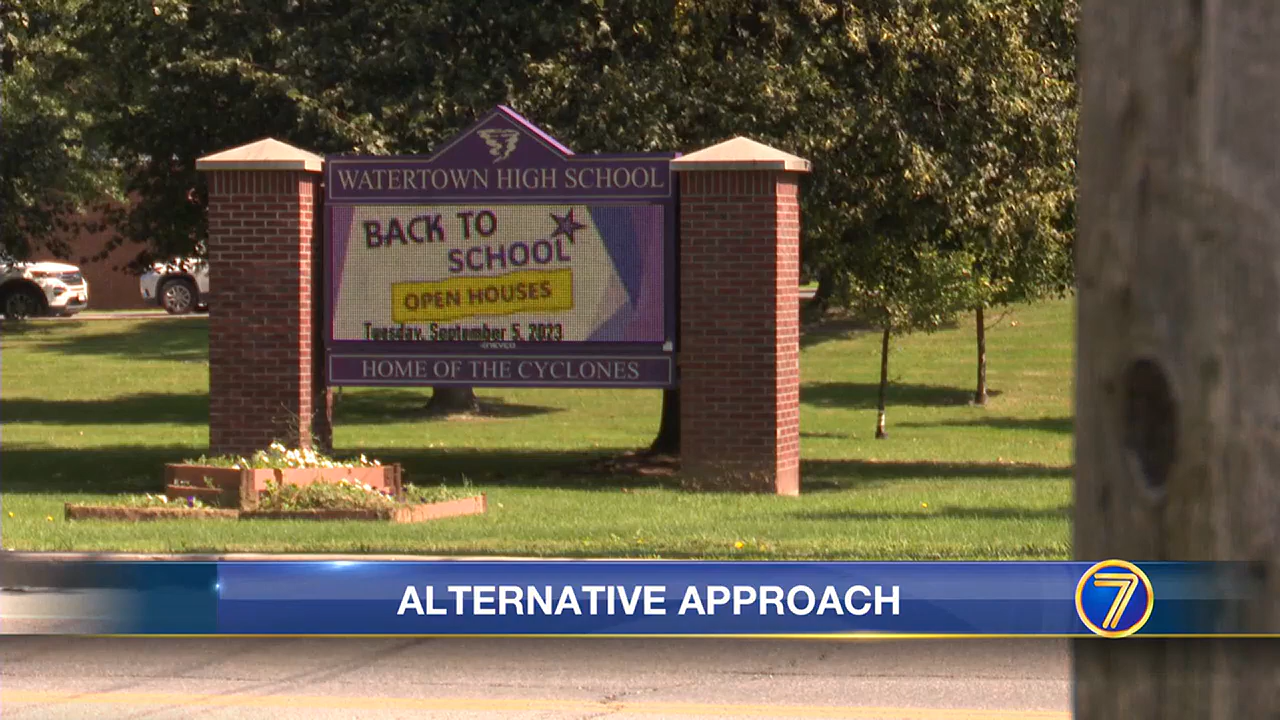 WATERTOWN HIGH SCHOOL
BACK TO
SCHOOL
OPEN HOUSES
Tuesday, September 5, 2023
HOME OF THE CYCLONES
ALTERNATIVE APPROACH
7